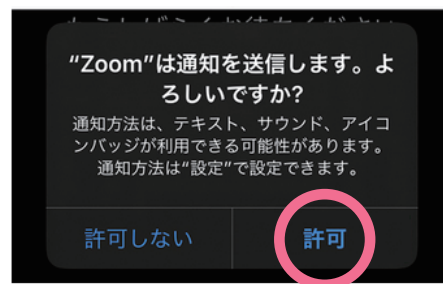 “Zoom”は通知を送信します。よ
ろしいですか?
通知方法は、テキスト、サウンド、アイコ
ンバッジが利用できる可能性があります。
通知方法は“設定”で設定できます。
許可しない
許可